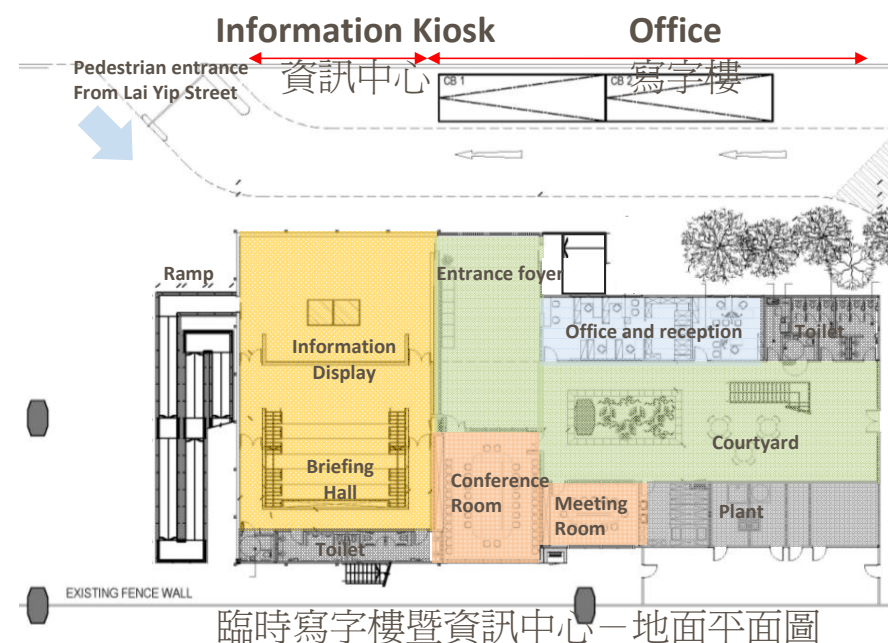 Information Kiosk
Office
資訊中心
寫字樓
Pedestrian entrance
From Lai Yip Street
CB 1
CB 2
Ramp
Entrance foyer
Office and reception
Toilet
Information
Display
Courtyard
Briefing
Hall
Conference
Room
Meeting
Room
Plant
Toilet
EXISTING FENCE WALL
臨時寫字樓暨資訊中心－地面平面圖